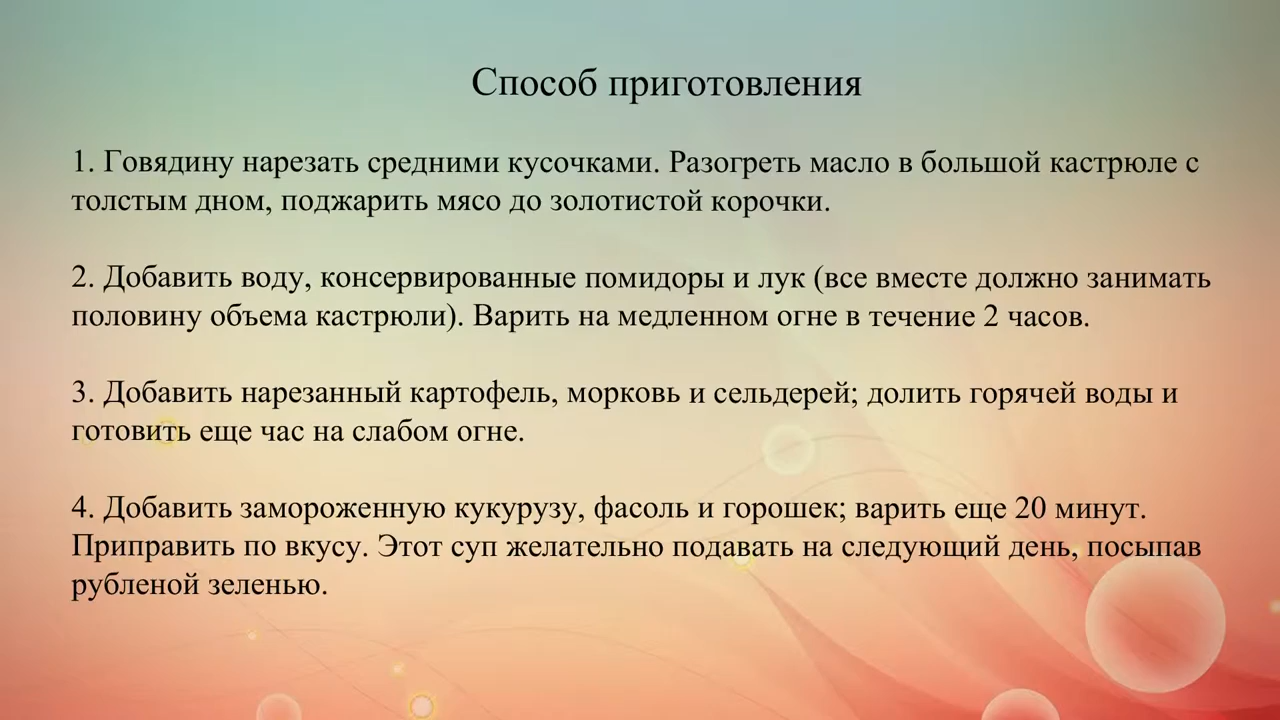 Способ приготовления
1. Говядину нарезать средними кусочками. Разогреть масло в большой кастрюле с
толстым дном, поджарить мясо до золотистой корочки.
2. Добавить воду, консервированные помидоры и лук (все вместе должно занимать
половину объема кастрюли). Варить на медленном огне в течение 2 часов.
3. Добавить нарезанный картофель, морковь и сельдерей; долить горячей воды и
готовить еще час на слабом огне.
4. Добавить замороженную кукурузу, фасоль и горошек; варить еще 20 минут.
Приправить по вкусу. Этот суп желательно подавать на следующий день, посыпав
рубленой зеленью.